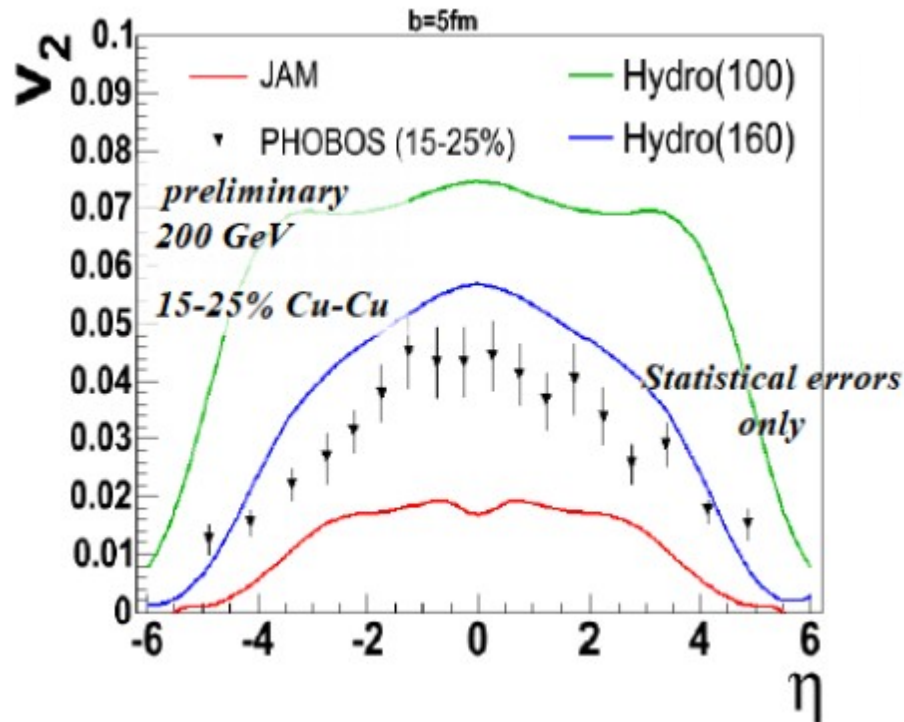 b=5fm
v2
0.1
0.09
0.08
0.07
0.06
0.05
0.04
0.03
0.02
0.01
0
JAM
Hydro(100)
PHOBOS (15-25%)
Hydro(160)
preliminary
200 GeV
15-25% Cu-Cu
Statistical errors
only
-6 -4 -2 0 2 4 6
η